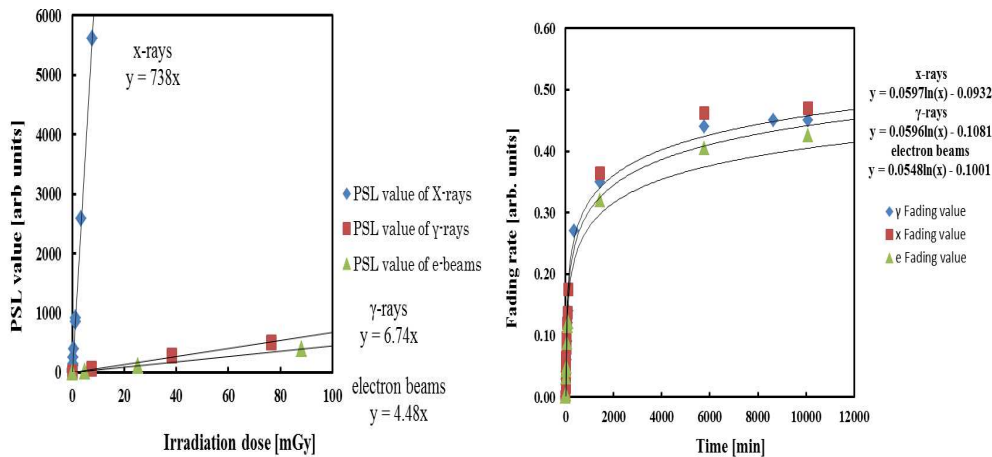 6000
5000
4000
3000
2000
1000
0
PSL value [arb units]
x-rays
y = 738x
PSL value of X-rays
PSL value of γ-rays
PSL value of e-beams
γ-rays
y = 6.74x
electron beams
y = 4.48x
0 20 40 60 80 100
Irradiation dose [mGy]
0.60
0.50
0.40
0.30
0.20
0.10
0.00
Fading rate [arb. units]
x-rays
y = 0.0597ln(x) - 0.0932
γ-rays
y = 0.0596ln(x) - 0.1081
electron beams
y = 0.0548ln(x) - 0.1001
γ Fading value
x Fading value
e Fading value
0 2000 4000 6000 8000 10000 12000
Time [min]